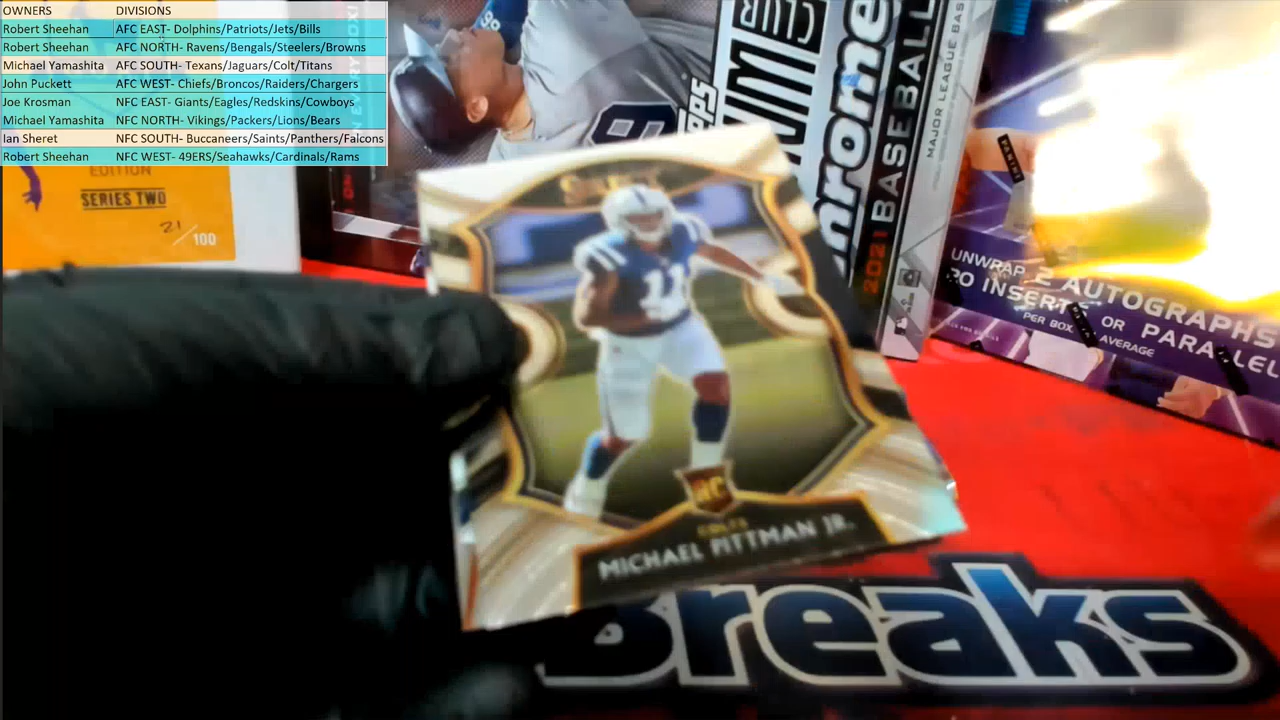 OWNERS DIVISIONS
Robert Sheehan AFC EAST- Dolphins/Patriots/Jets/Bills
Robert Sheehan AFC NORTH- Ravens/Bengals/Steelers/Browns
Michael Yamashita AFC SOUTH- Texans/Jaguars/Colt/Titans
John Puckett AFC WEST- Chiefs/Broncos/Raiders/Chargers
Joe Krosman NFC EAST- Giants/Eagles/Redskins/Cowboys
Michael Yamashita NFC NORTH- Vikings/Packers/Lions/Bears
Ian Sheret NFC SOUTH- Buccaneers/Saints/Panthers/Falcons
Robert Sheehan NFC WEST- 49ERS/Seahawks/Cardinals/Rams
EDITION
SERIES TWO
21/100
2021 BASEBALL
MAJOR LEAGUE BAS
PANINI
UNWRAP 2 AUTOGRAPHS
20 INSERTS OR PARALLEL
PER BOX AVERAGE
11
RC
COLTS
MICHAEL PITTMAN JR.
Breaks